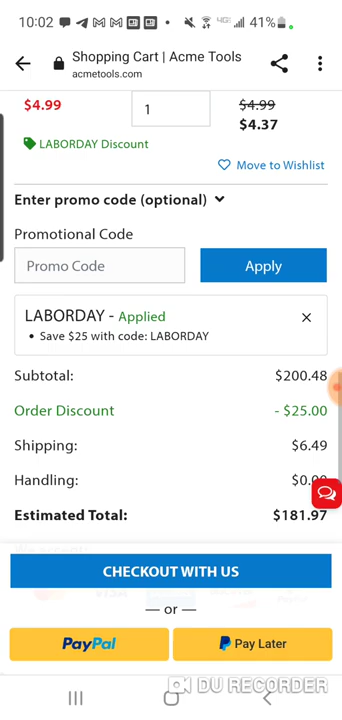 10:02 4G 41%
Shopping Cart | Acme Tools
acmetools.com
$4.99 1 $4.99
$4.37
LABORDAY Discount
Move to Wishlist
Enter promo code (optional)
Promotional Code
Promo Code Apply
LABORDAY - Applied
• Save $25 with code: LABORDAY
Subtotal: $200.48
Order Discount - $25.00
Shipping: $6.49
Handling: $0.00
Estimated Total: $181.97
CHECKOUT WITH US
— or —
PayPal Pay Later
DU RECORDER